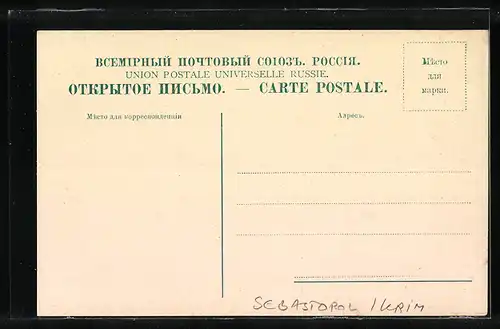 ВСЕМІРНЫЙ ПОЧТОВЫЙ СОЮЗЪ. РОССІЯ.
UNION POSTALE UNIVERSELLE RUSSIE.
ОТКРЫТОЕ ПИСЬМО. — CARTE POSTALE.
Мѣсто
для
марки.
Мѣсто для корреспонденціи
Адресъ.
SEBASTOPOL / KRIM